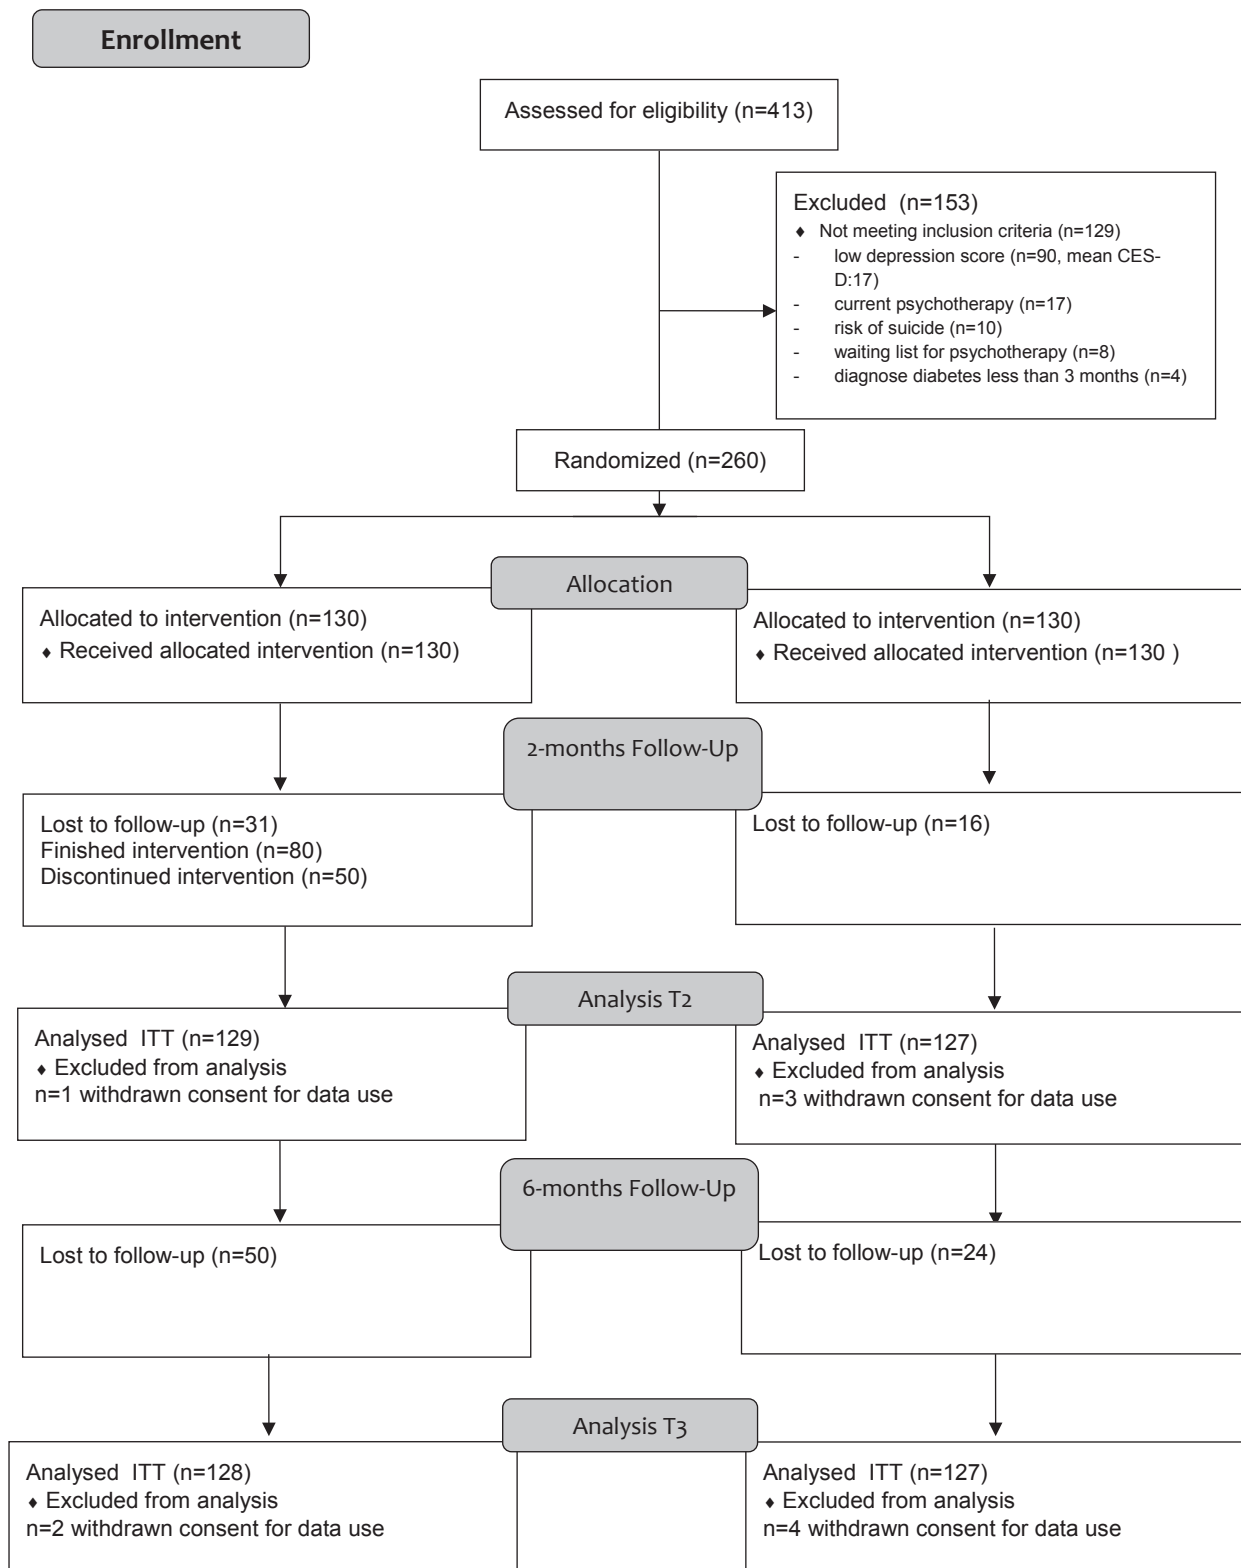 Enrollment
Assessed for eligibility (n=413)
Excluded (n=153)
♦ Not meeting inclusion criteria (n=129)
- low depression score (n=90, mean CES-
D:17)
- current psychotherapy (n=17)
- risk of suicide (n=10)
- waiting list for psychotherapy (n=8)
- diagnose diabetes less than 3 months (n=4)
Randomized (n=260)
Allocation
Allocated to intervention (n=130)
♦ Received allocated intervention (n=130)
Allocated to intervention (n=130)
♦ Received allocated intervention (n=130 )
2-months Follow-Up
Lost to follow-up (n=31)
Finished intervention (n=80)
Discontinued intervention (n=50)
Lost to follow-up (n=16)
Analysis T2
Analysed ITT (n=129)
♦ Excluded from analysis
n=1 withdrawn consent for data use
Analysed ITT (n=127)
♦ Excluded from analysis
n=3 withdrawn consent for data use
6-months Follow-Up
Lost to follow-up (n=50)
Lost to follow-up (n=24)
Analysis T3
Analysed ITT (n=128)
♦ Excluded from analysis
n=2 withdrawn consent for data use
Analysed ITT (n=127)
♦ Excluded from analysis
n=4 withdrawn consent for data use